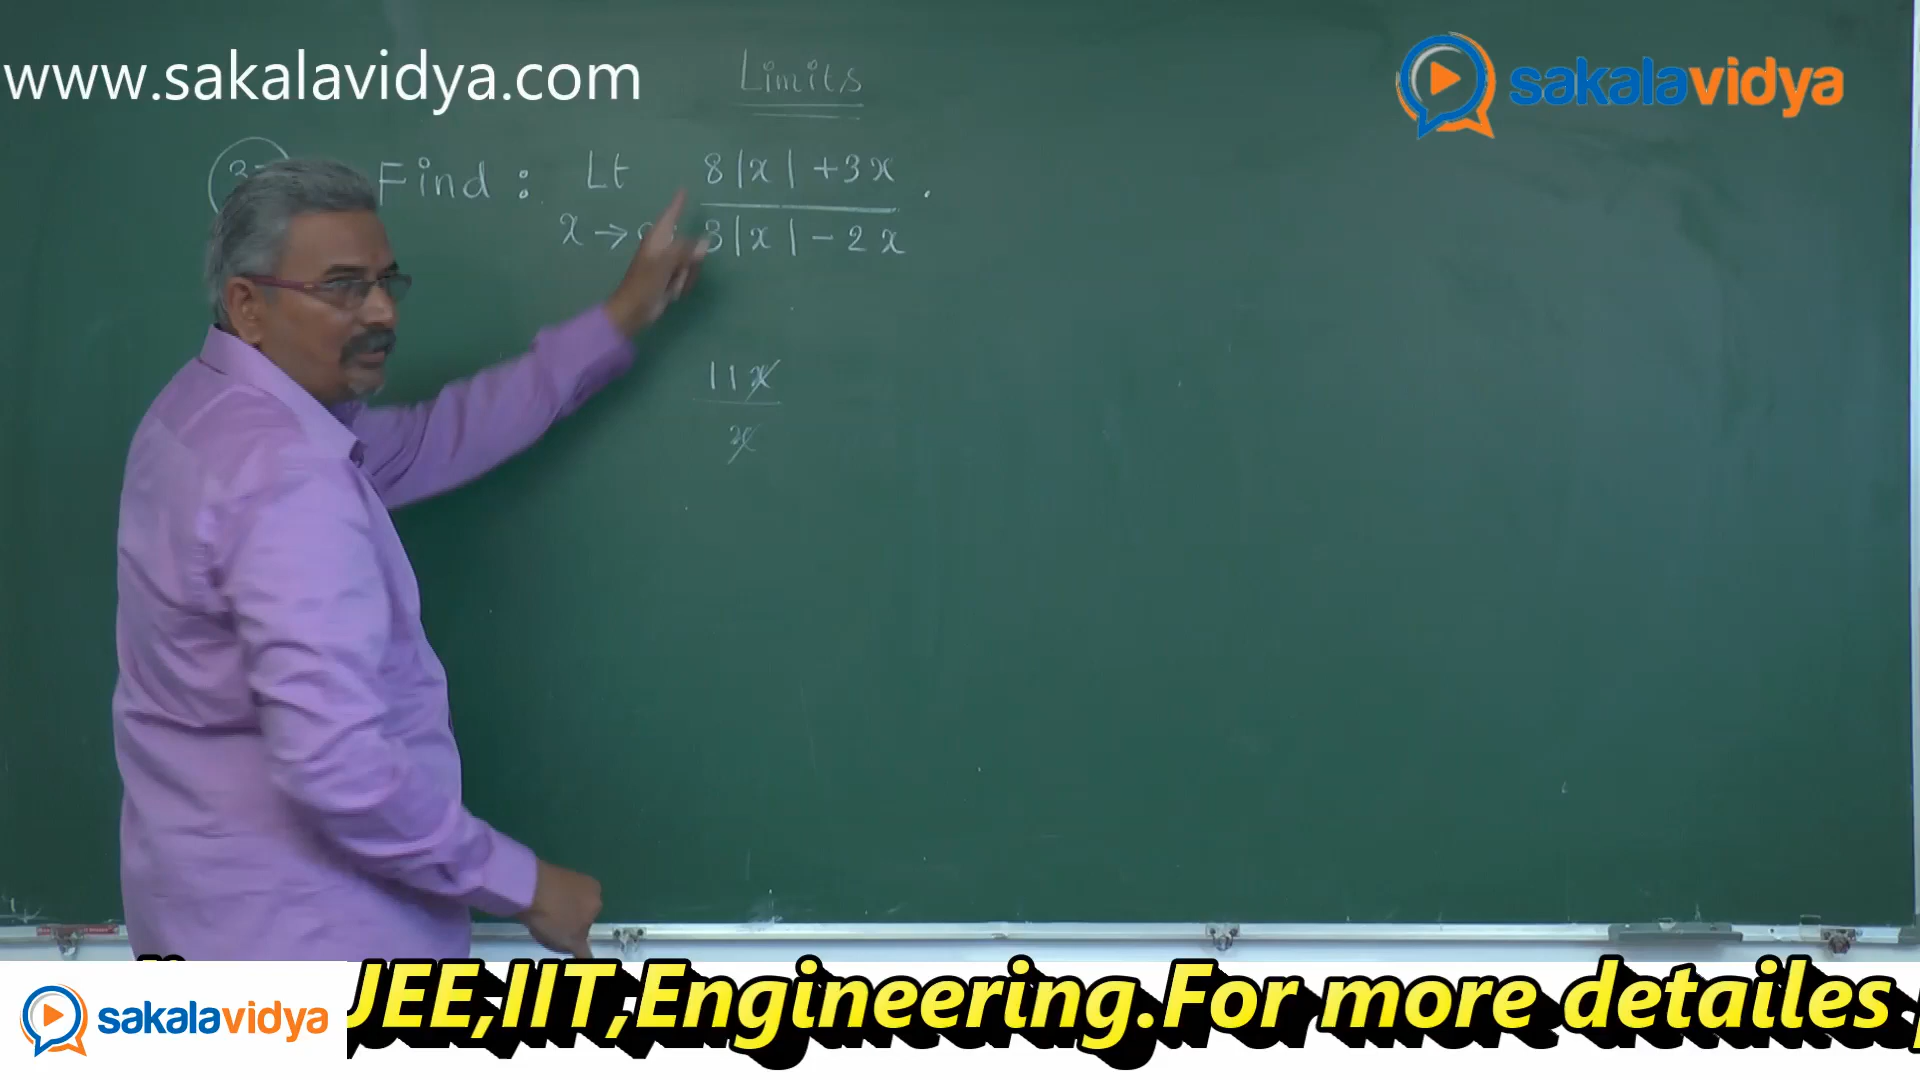 www.sakalavidya.com
Limits
sakalavidya
Find : Lt 8|x| + 3x .
x → 3|x| - 2x
11x
x
sakalavidya
JEE,IIT,Engineering.For more detailes